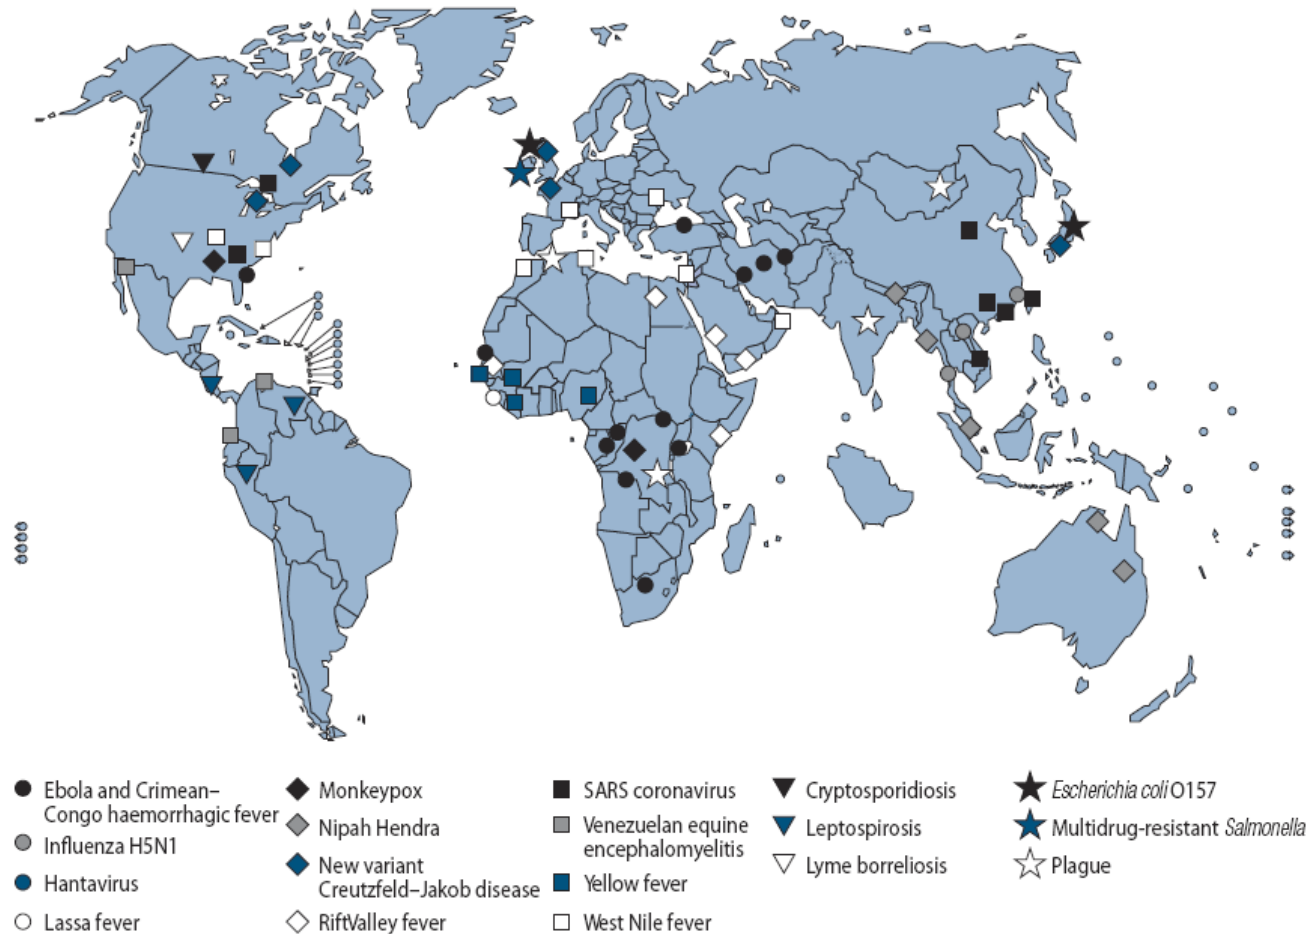 Ebola and Crimean–
Congo haemorrhagic fever
Influenza H5N1
Hantavirus
Lassa fever
Monkeypox
Nipah Hendra
New variant
Creutzfeld–Jakob disease
RiftValley fever
SARS coronavirus
Venezuelan equine
encephalomyelitis
Yellow fever
West Nile fever
Cryptosporidiosis
Leptospirosis
Lyme borreliosis
Escherichia coli O157
Multidrug-resistant Salmonella
Plague